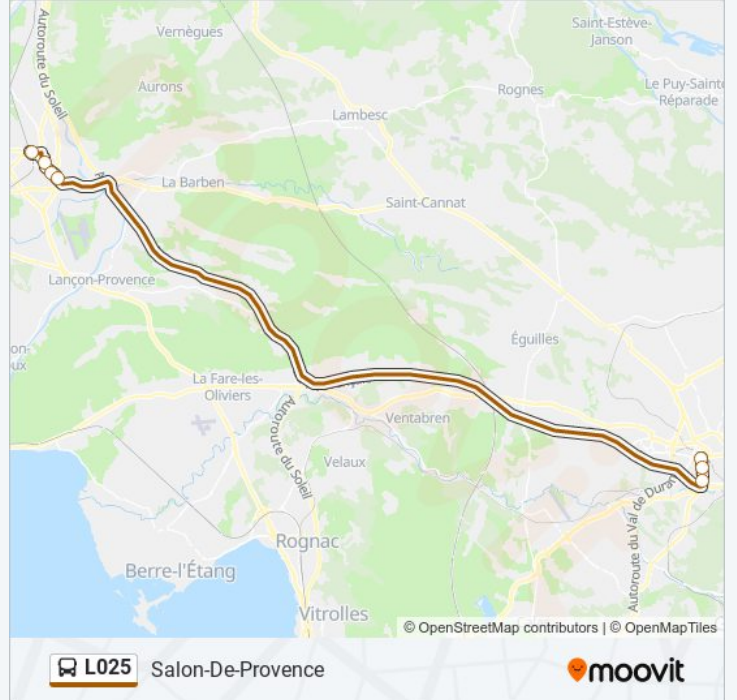 Saint-Estève-
Janson
Vernègues
Autoroute du Soleil
Aurons
Rognes
Le Puy-Sainte
Réparade
Lambesc
La Barben
Saint-Cannat
Lançon-Provence
Éguilles
La Fare-les-
Oliviers
Autoroute du Soleil
Ventabren
Velaux
Autoroute du Val de Duran
Rognac
Berre-l'Étang
Vitrolles
© OpenStreetMap contributors | © OpenMapTiles
L025 Salon-De-Provence
moovit